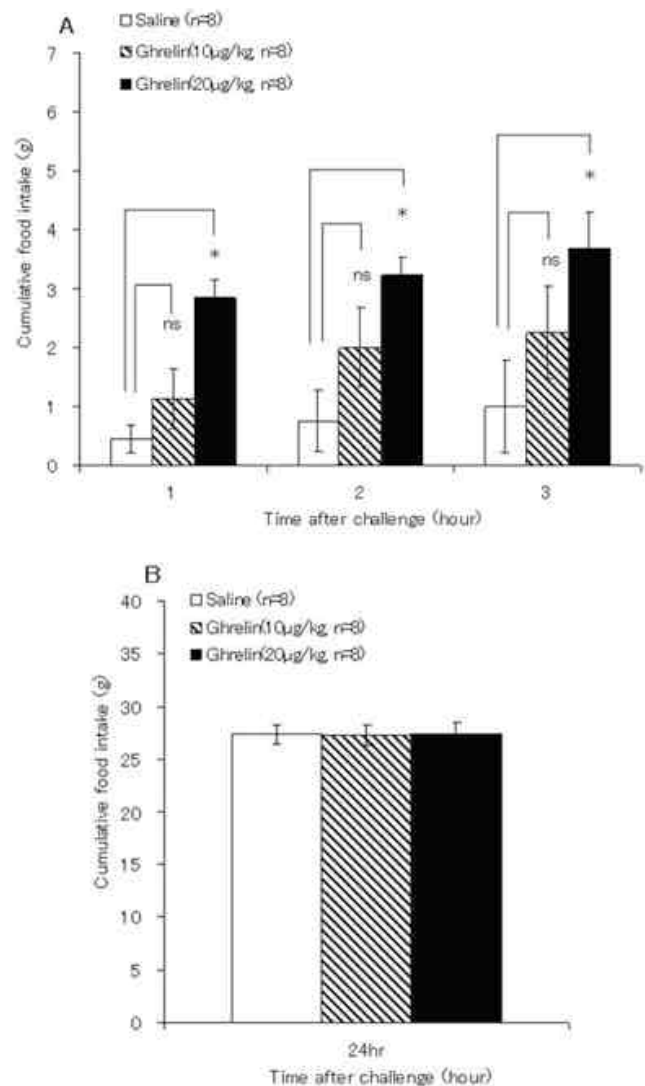 A
Saline (n=8)
Ghrelin(10μg/kg, n=8)
Ghrelin(20μg/kg, n=8)
Cumulative food intake (g)
7
6
5
4
3
2
1
0
*
ns
*
ns
*
ns
1 2 3
Time after challenge (hour)
B
Saline (n=8)
Ghrelin(10μg/kg, n=8)
Ghrelin(20μg/kg, n=8)
Cumulative food intake (g)
40
35
30
25
20
15
10
5
0
24hr
Time after challenge (hour)